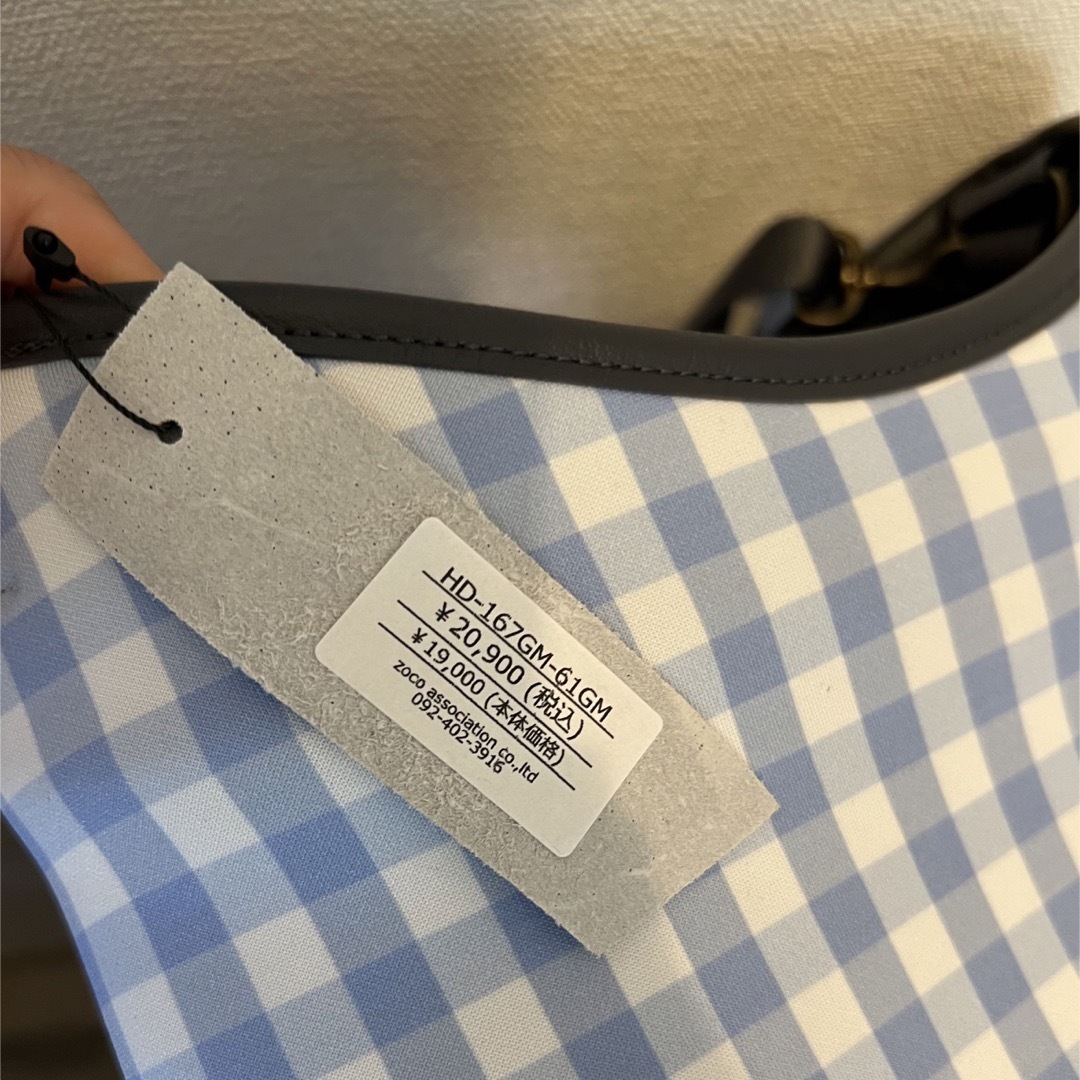 HD-167GM-61GM
¥20,900 (税込)
¥19,000 (本体価格)
zoco association co.,ltd
092-402-3916